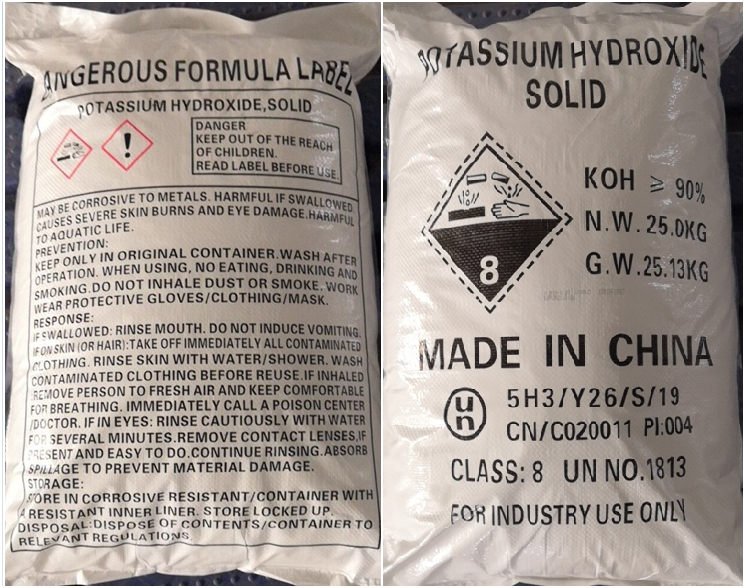 ANGEROUS FORMULA LABEL
POTASSIUM HYDROXIDE,SOLID
DANGER
KEEP OUT OF THE REACH
OF CHILDREN.
READ LABEL BEFORE USE.
MAY BE CORROSIVE TO METALS. HARMFUL IF SWALLOWED
CAUSES SEVERE SKIN BURNS AND EYE DAMAGE.HARMFUL
TO AQUATIC LIFE.
PREVENTION:
KEEP ONLY IN ORIGINAL CONTAINER.WASH AFTER
OPERATION. WHEN USING, NO EATING, DRINKING AND
SMOKING.DO NOT INHALE DUST OR SMOKE. WORK
WEAR PROTECTIVE GLOVES/CLOTHING/MASK.
RESPONSE:
IF SWALLOWED: RINSE MOUTH. DO NOT INDUCE VOMITING.
IF ON SKIN (OR HAIR):TAKE OFF IMMEDIATELY ALL CONTAMINATED
CLOTHING. RINSE SKIN WITH WATER/SHOWER. WASH
CONTAMINATED CLOTHING BEFORE REUSE.IF INHALED
:REMOVE PERSON TO FRESH AIR AND KEEP COMFORTABLE
FOR BREATHING. IMMEDIATELY CALL A POISON CENTER
/DOCTOR. IF IN EYES: RINSE CAUTIOUSLY WITH WATER
FOR SEVERAL MINUTES.REMOVE CONTACT LENSES,IF
PRESENT AND EASY TO DO.CONTINUE RINSING.ABSORB
SPILLAGE TO PREVENT MATERIAL DAMAGE.
STORAGE:
STORE IN CORROSIVE RESISTANT/CONTAINER WITH
A RESISTANT INNER LINER. STORE LOCKED UP.
DISPOSAL:DISPOSE OF CONTENTS/CONTAINER TO
RELEVANT REGULATIONS
POTASSIUM HYDROXIDE
SOLID
KOH ≥ 90%
N.W. 25.0KG
G.W.25.13KG
8
MADE IN CHINA
un 5H3/Y26/S/19
CN/C020011 PI:004
CLASS: 8 UN NO.1813
FOR INDUSTRY USE ONLY